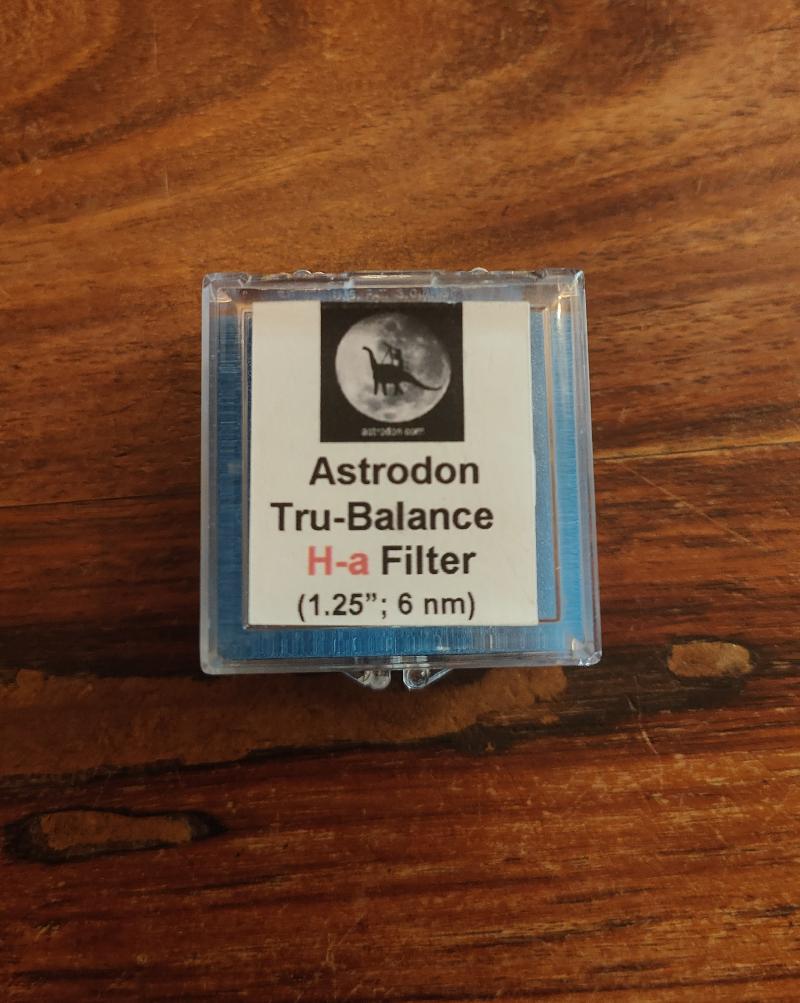 astrodon.com
Astrodon
Tru-Balance
H-a Filter
(1.25”; 6 nm)